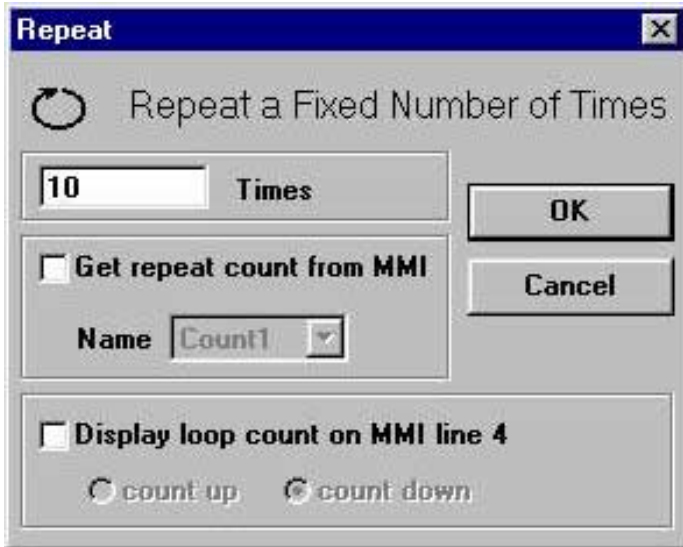 Repeat
Repeat a Fixed Number of Times
10 Times
OK
Get repeat count from MMI
Cancel
Name Count1
Display loop count on MMI line 4
count up count down